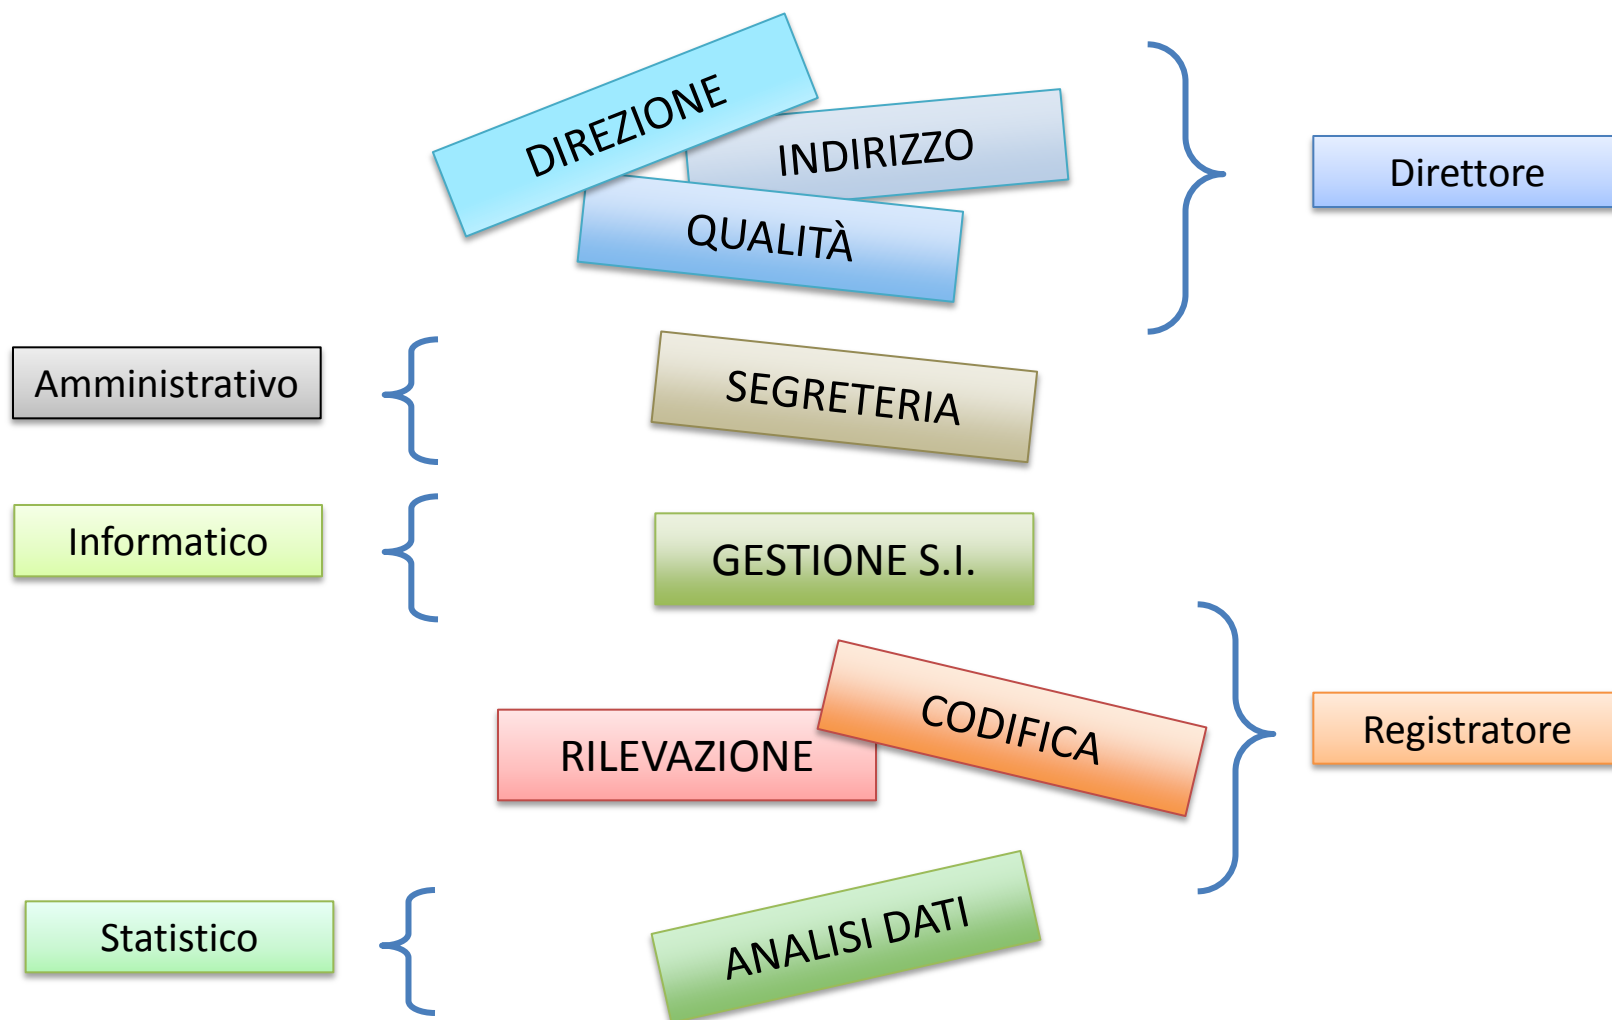 DIREZIONE
INDIRIZZO
Direttore
QUALITÀ
Amministrativo
SEGRETERIA
Informatico
GESTIONE S.I.
CODIFICA
Registratore
RILEVAZIONE
Statistico
ANALISI DATI